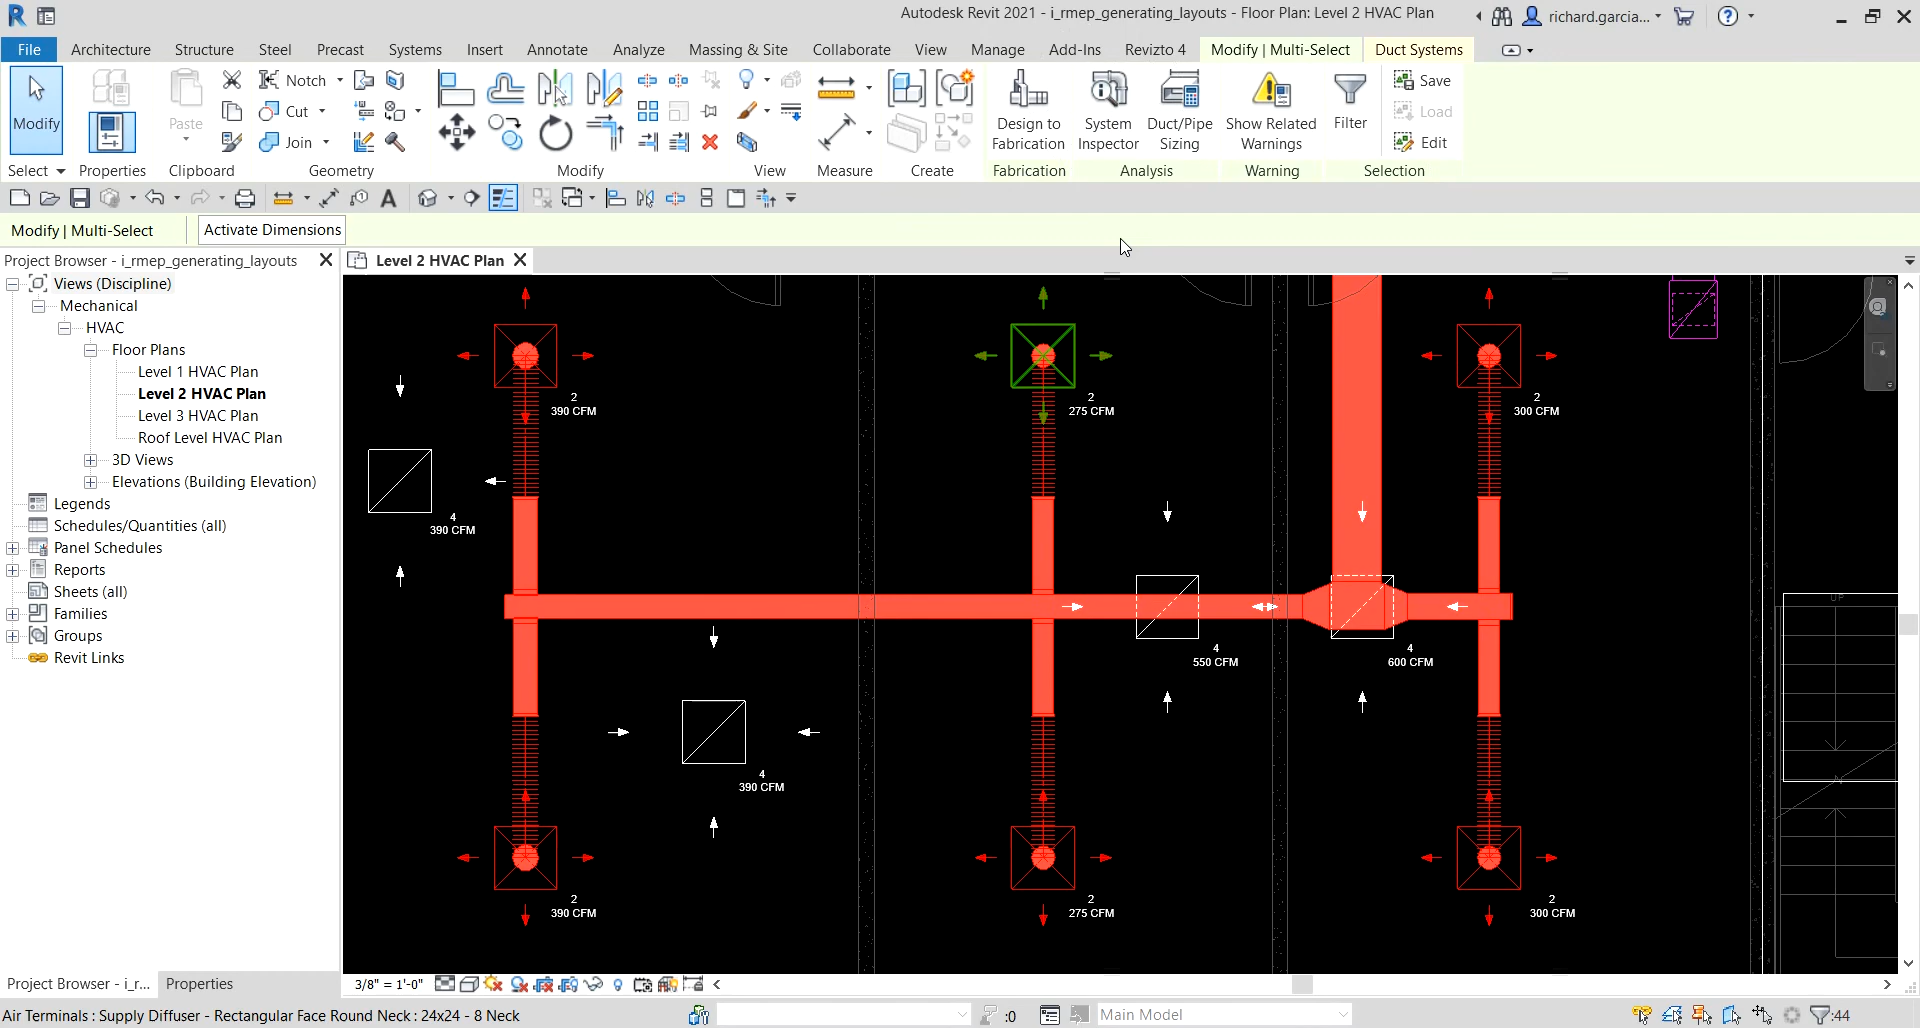 Autodesk Revit 2021 - i_rmep_generating_layouts - Floor Plan: Level 2 HVAC Plan
richard.garcia...
File Architecture Structure Steel Precast Systems Insert Annotate Analyze Massing & Site Collaborate View Manage Add-Ins Revizto 4 Modify | Multi-Select Duct Systems
Modify
Paste
Notch
Cut
Join
Design to Fabrication
System Inspector
Duct/Pipe Sizing
Show Related Warnings
Filter
Save
Load
Edit
Select Properties Clipboard Geometry Modify View Measure Create Fabrication Analysis Warning Selection
Modify | Multi-Select Activate Dimensions
Project Browser - i_rmep_generating_layouts
Level 2 HVAC Plan
Views (Discipline)
Mechanical
HVAC
Floor Plans
Level 1 HVAC Plan
Level 2 HVAC Plan
Level 3 HVAC Plan
Roof Level HVAC Plan
3D Views
Elevations (Building Elevation)
Legends
Schedules/Quantities (all)
Panel Schedules
Reports
Sheets (all)
Families
Groups
Revit Links
2
390 CFM
2
275 CFM
2
300 CFM
4
390 CFM
UP
4
550 CFM
4
600 CFM
4
390 CFM
2
390 CFM
2
275 CFM
2
300 CFM
Project Browser - i_r... Properties
3/8" = 1'-0"
Air Terminals : Supply Diffuser - Rectangular Face Round Neck : 24x24 - 8 Neck
:0
Main Model
:44